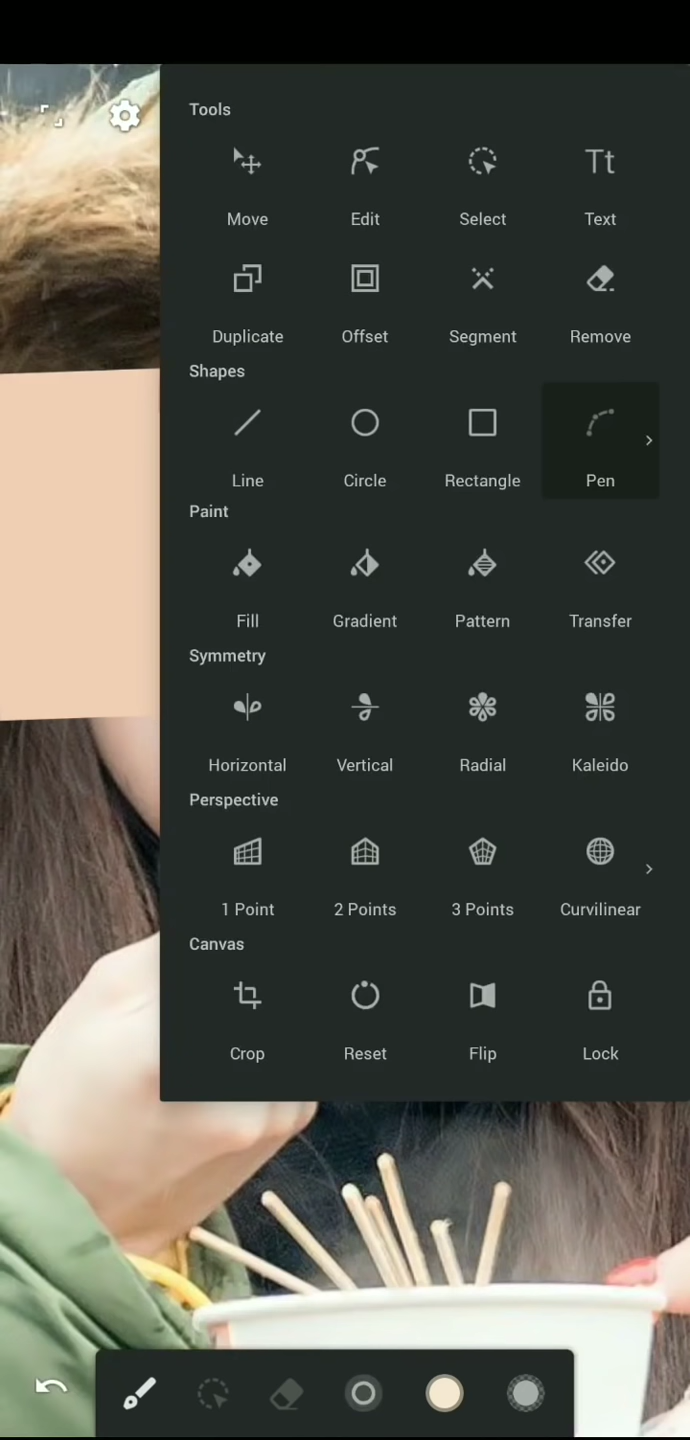 Tools
Move Edit Select Text
Duplicate Offset Segment Remove
Shapes
Line Circle Rectangle Pen
Paint
Fill Gradient Pattern Transfer
Symmetry
Horizontal Vertical Radial Kaleido
Perspective
1 Point 2 Points 3 Points Curvilinear
Canvas
Crop Reset Flip Lock